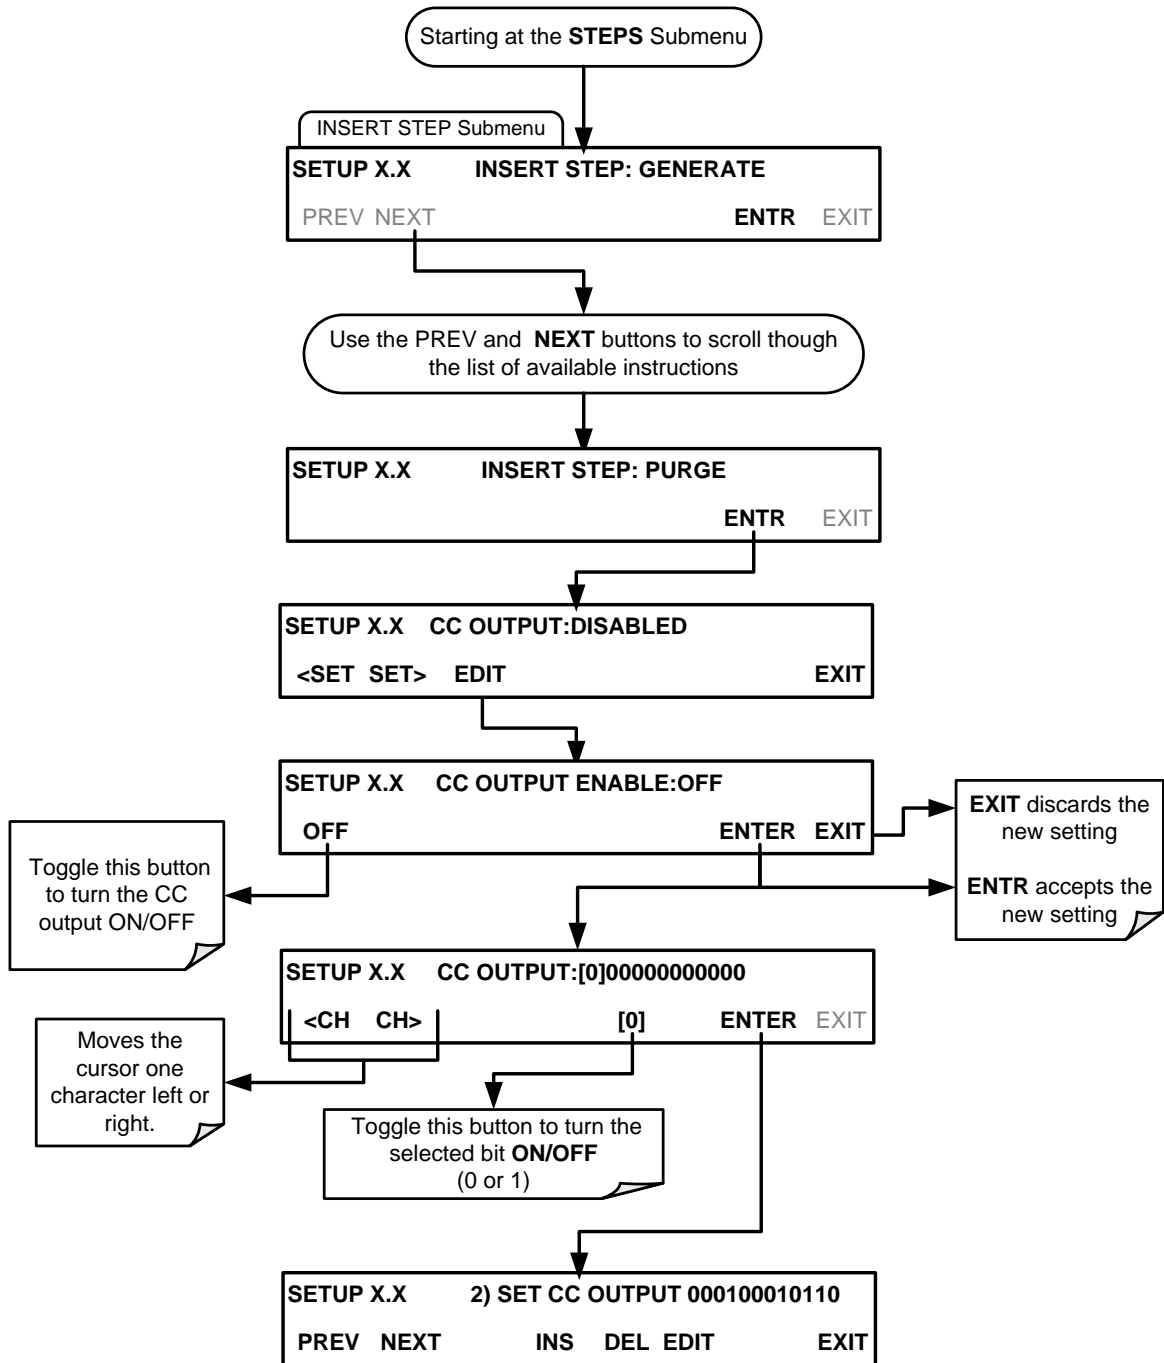 Starting at the STEPS Submenu
INSERT STEP Submenu
SETUP X.X INSERT STEP: GENERATE
PREV NEXT ENTR EXIT
Use the PREV and NEXT buttons to scroll though
the list of available instructions
SETUP X.X INSERT STEP: PURGE
ENTR EXIT
SETUP X.X CC OUTPUT:DISABLED
<SET SET> EDIT EXIT
SETUP X.X CC OUTPUT ENABLE:OFF
OFF ENTER EXIT
EXIT discards the
new setting
ENTR accepts the
new setting
Toggle this button
to turn the CC
output ON/OFF
SETUP X.X CC OUTPUT:[0]00000000000
<CH CH> [0] ENTER EXIT
Moves the
cursor one
character left or
right.
Toggle this button to turn the
selected bit ON/OFF
(0 or 1)
SETUP X.X 2) SET CC OUTPUT 000100010110
PREV NEXT INS DEL EDIT EXIT